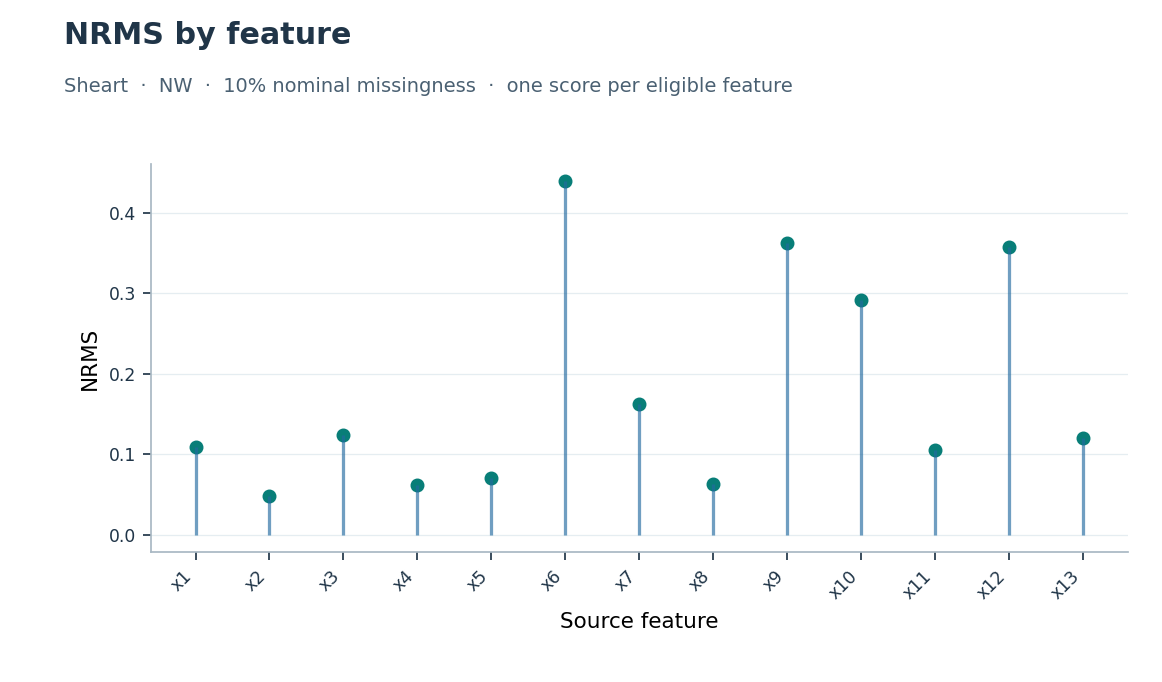 NRMS by feature
Sheart · NW · 10% nominal missingness · one score per eligible feature
NRMS
0.4
0.3
0.2
0.1
0.0
x1 x2 x3 x4 x5 x6 x7 x8 x9 x10 x11 x12 x13
Source feature